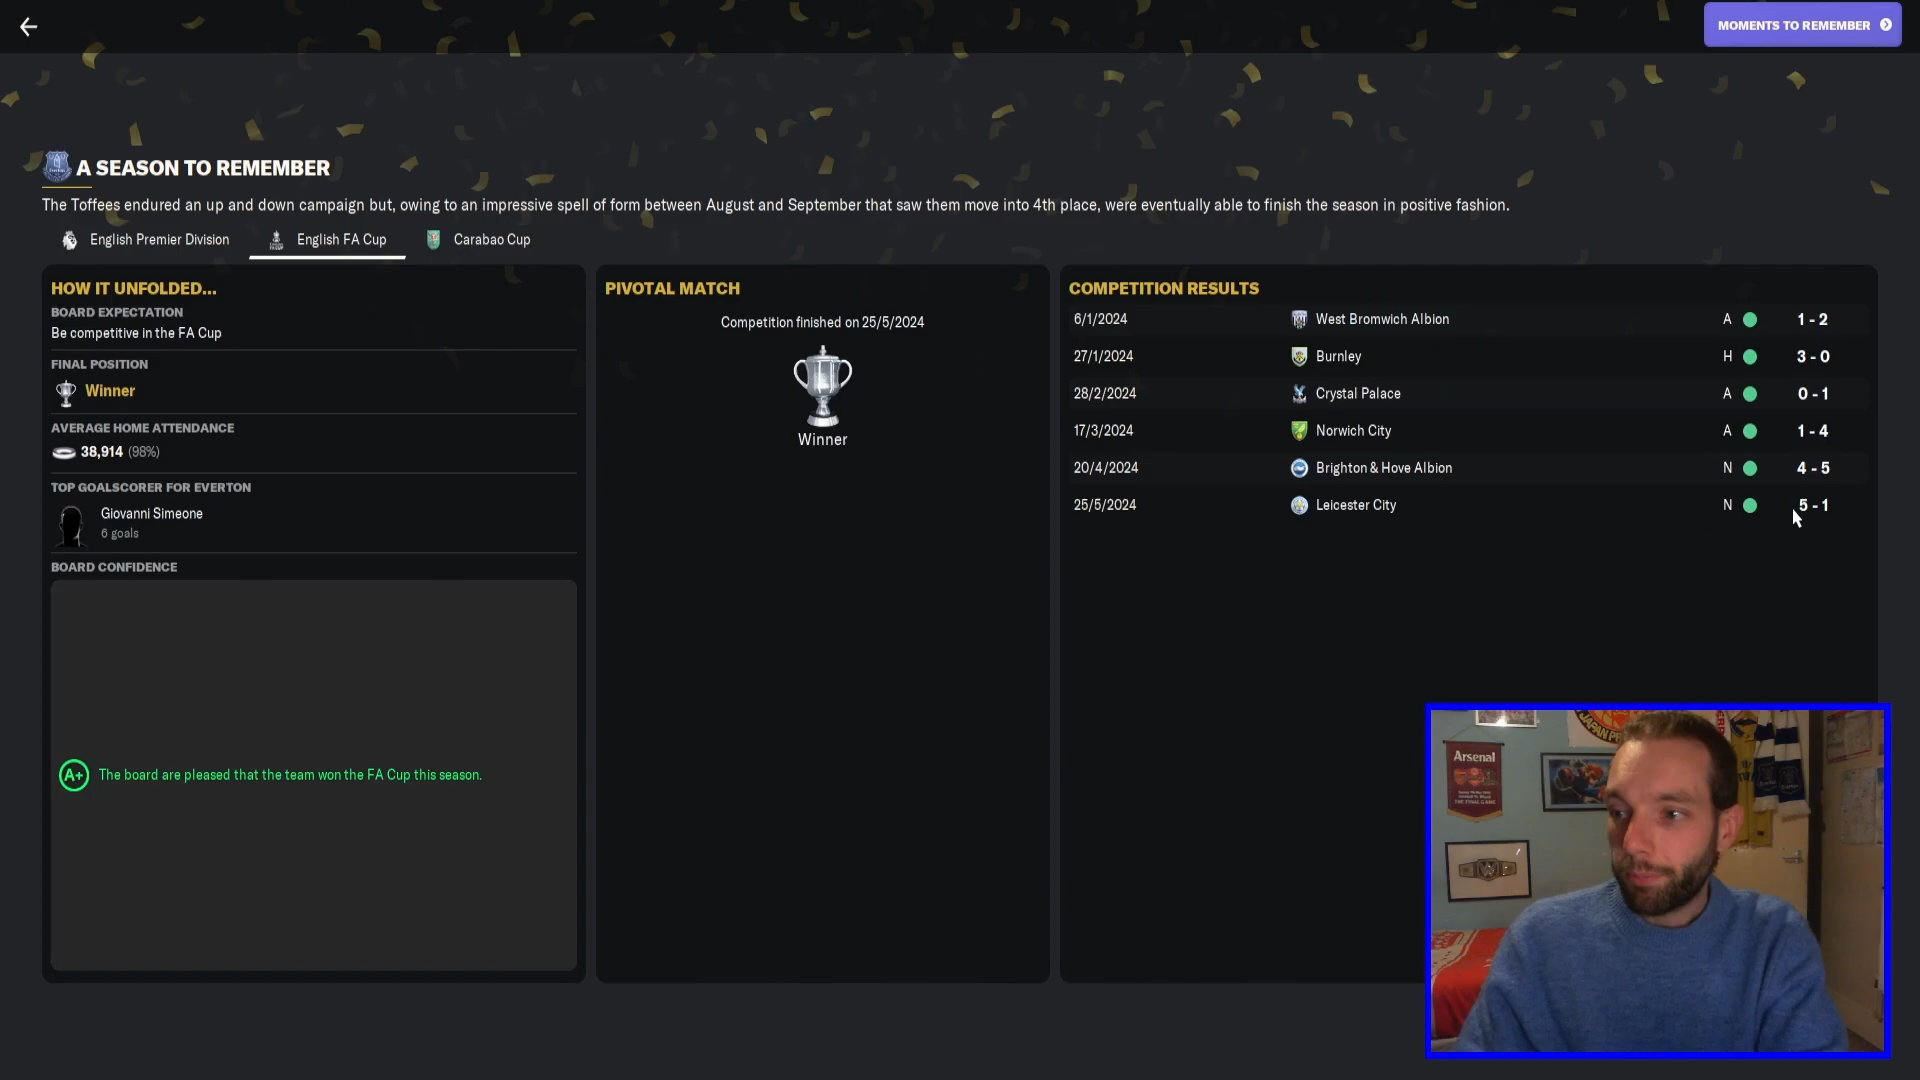 MOMENTS TO REMEMBER
A SEASON TO REMEMBER
The Toffees endured an up and down campaign but, owing to an impressive spell of form between August and September that saw them move into 4th place, were eventually able to finish the season in positive fashion.
English Premier Division English FA Cup Carabao Cup
HOW IT UNFOLDED...
BOARD EXPECTATION
Be competitive in the FA Cup
FINAL POSITION
Winner
AVERAGE HOME ATTENDANCE
38,914 (98%)
TOP GOALSCORER FOR EVERTON
Giovanni Simeone
6 goals
BOARD CONFIDENCE
A+ The board are pleased that the team won the FA Cup this season.
PIVOTAL MATCH
Competition finished on 25/5/2024
Winner
COMPETITION RESULTS
6/1/2024 West Bromwich Albion A 1 - 2
27/1/2024 Burnley H 3 - 0
28/2/2024 Crystal Palace A 0 - 1
17/3/2024 Norwich City A 1 - 4
20/4/2024 Brighton & Hove Albion N 4 - 5
25/5/2024 Leicester City N 5 - 1
Arsenal
THE FINAL GAME
JAPAN